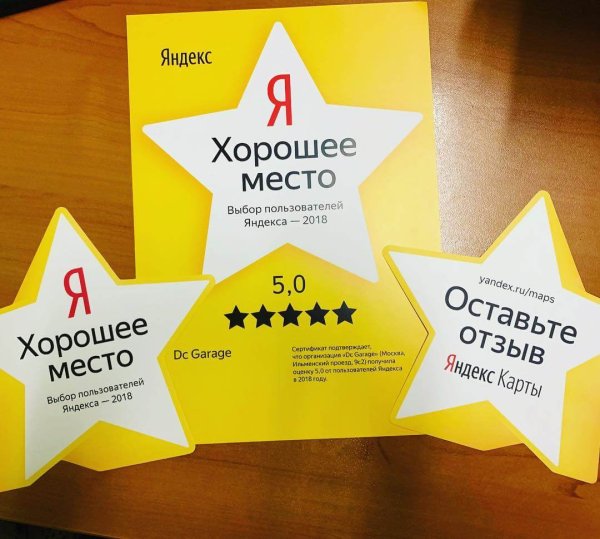 Яндекс
Я
Хорошее
место
Выбор пользователей
Яндекса — 2018
5,0
Dc Garage
Сертификат подтверждает,
что организация «Dc Garage» (Москва,
Ильменский проезд, 9с2) получила
оценку 5,0 от пользователей Яндекса
в 2018 году.
Я
Хорошее
место
Выбор пользователей
Яндекса — 2018
yandex.ru/maps
Оставьте
отзыв
Яндекс Карты